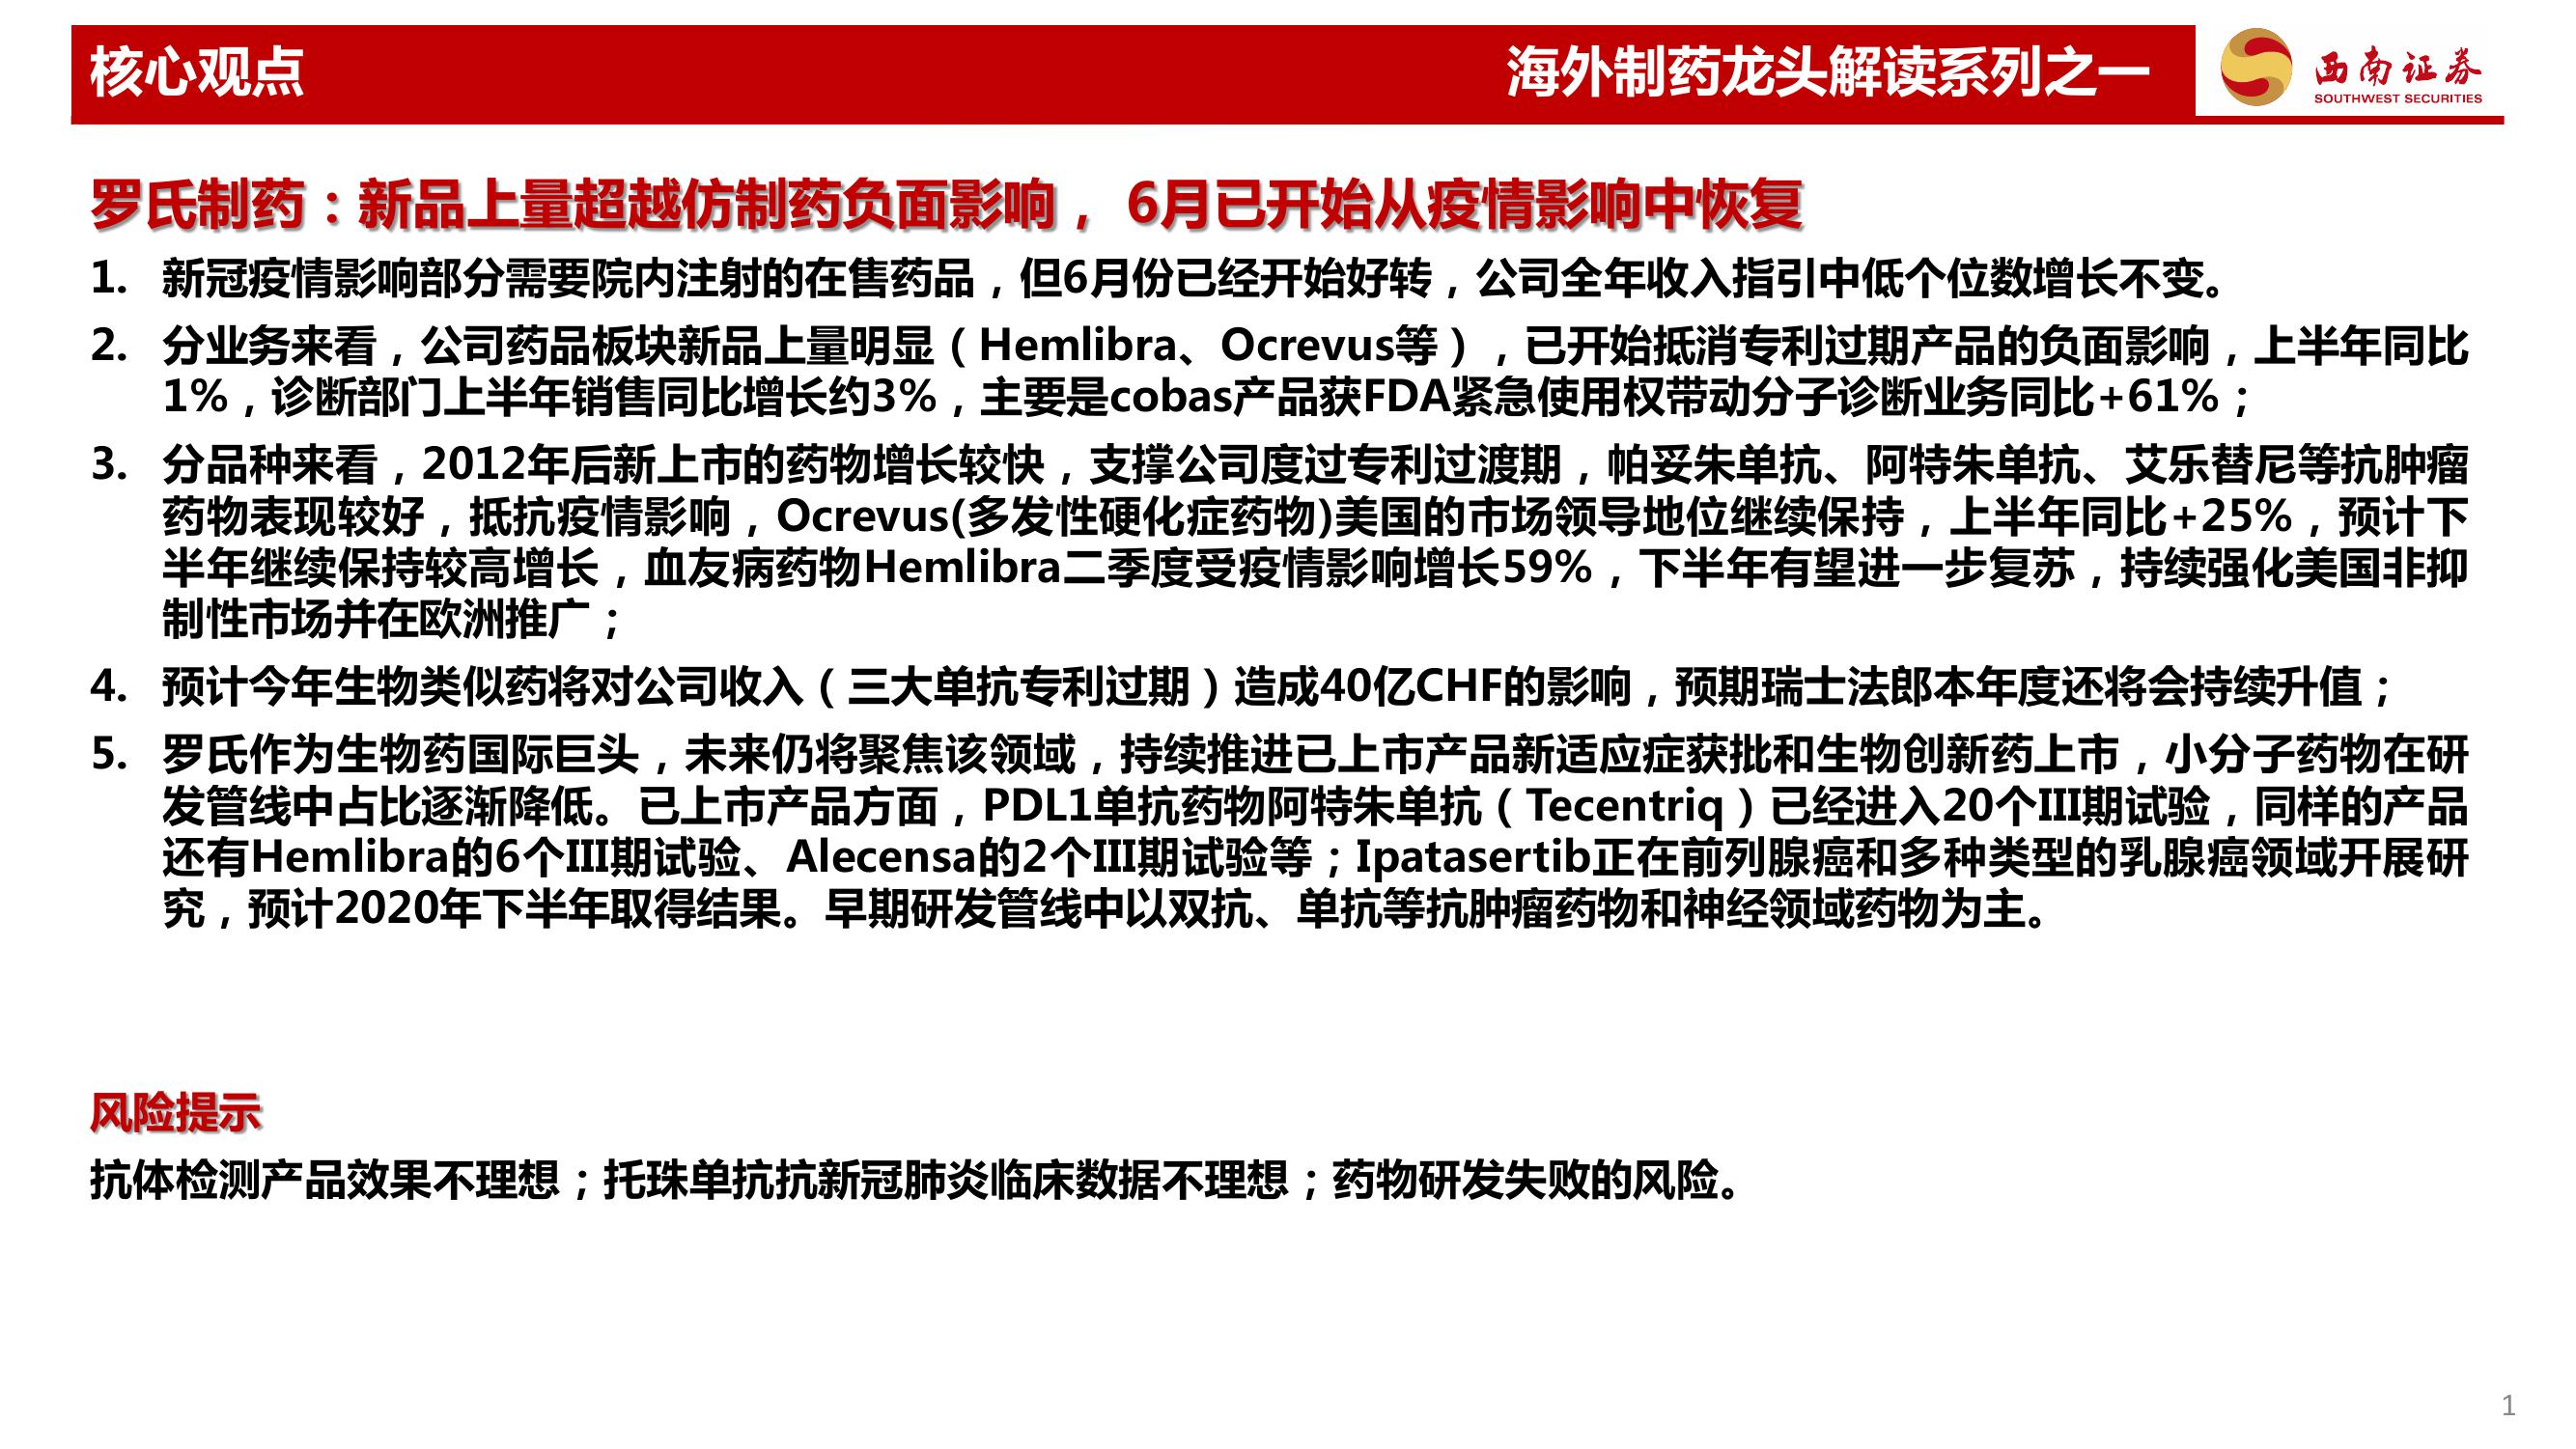 核心观点
海外制药龙头解读系列之一
西南证券
SOUTHWEST SECURITIES
罗氏制药：新品上量超越仿制药负面影响， 6月已开始从疫情影响中恢复
1. 新冠疫情影响部分需要院内注射的在售药品，但6月份已经开始好转，公司全年收入指引中低个位数增长不变。
2. 分业务来看，公司药品板块新品上量明显（Hemlibra、Ocrevus等），已开始抵消专利过期产品的负面影响，上半年同比
1%，诊断部门上半年销售同比增长约3%，主要是cobas产品获FDA紧急使用权带动分子诊断业务同比+61%；
3. 分品种来看，2012年后新上市的药物增长较快，支撑公司度过专利过渡期，帕妥朱单抗、阿特朱单抗、艾乐替尼等抗肿瘤
药物表现较好，抵抗疫情影响，Ocrevus(多发性硬化症药物)美国的市场领导地位继续保持，上半年同比+25%，预计下
半年继续保持较高增长，血友病药物Hemlibra二季度受疫情影响增长59%，下半年有望进一步复苏，持续强化美国非抑
制性市场并在欧洲推广；
4. 预计今年生物类似药将对公司收入（三大单抗专利过期）造成40亿CHF的影响，预期瑞士法郎本年度还将会持续升值；
5. 罗氏作为生物药国际巨头，未来仍将聚焦该领域，持续推进已上市产品新适应症获批和生物创新药上市，小分子药物在研
发管线中占比逐渐降低。已上市产品方面，PDL1单抗药物阿特朱单抗（Tecentriq）已经进入20个III期试验，同样的产品
还有Hemlibra的6个III期试验、Alecensa的2个III期试验等；Ipatasertib正在前列腺癌和多种类型的乳腺癌领域开展研
究，预计2020年下半年取得结果。早期研发管线中以双抗、单抗等抗肿瘤药物和神经领域药物为主。
风险提示
抗体检测产品效果不理想；托珠单抗抗新冠肺炎临床数据不理想；药物研发失败的风险。
1